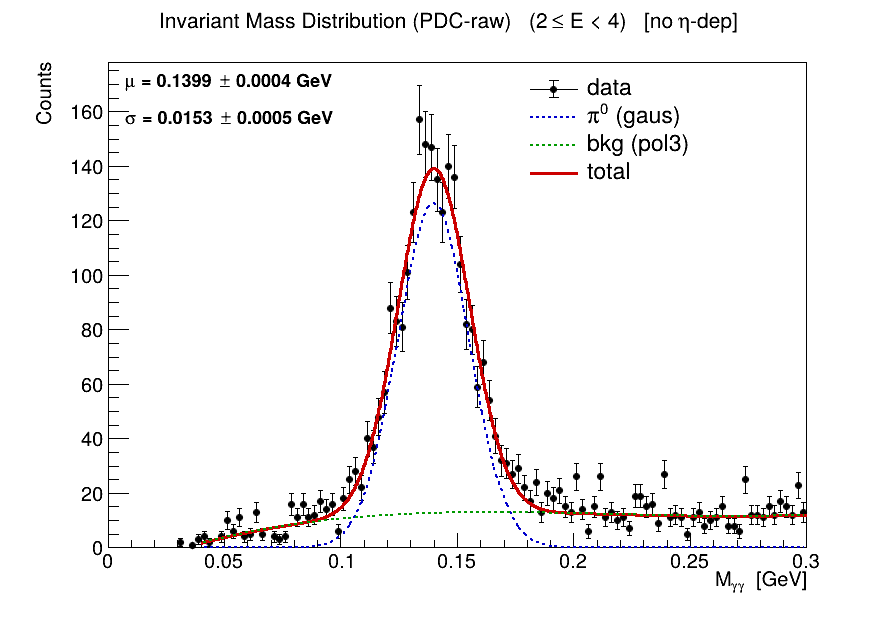 Invariant Mass Distribution (PDC-raw) (2 ≤ E < 4) [no η-dep]
Counts
μ = 0.1399 ± 0.0004 GeV
σ = 0.0153 ± 0.0005 GeV
data
π⁰ (gaus)
bkg (pol3)
total
160
140
120
100
80
60
40
20
0
0 0.05 0.1 0.15 0.2 0.25 0.3
M_γγ [GeV]